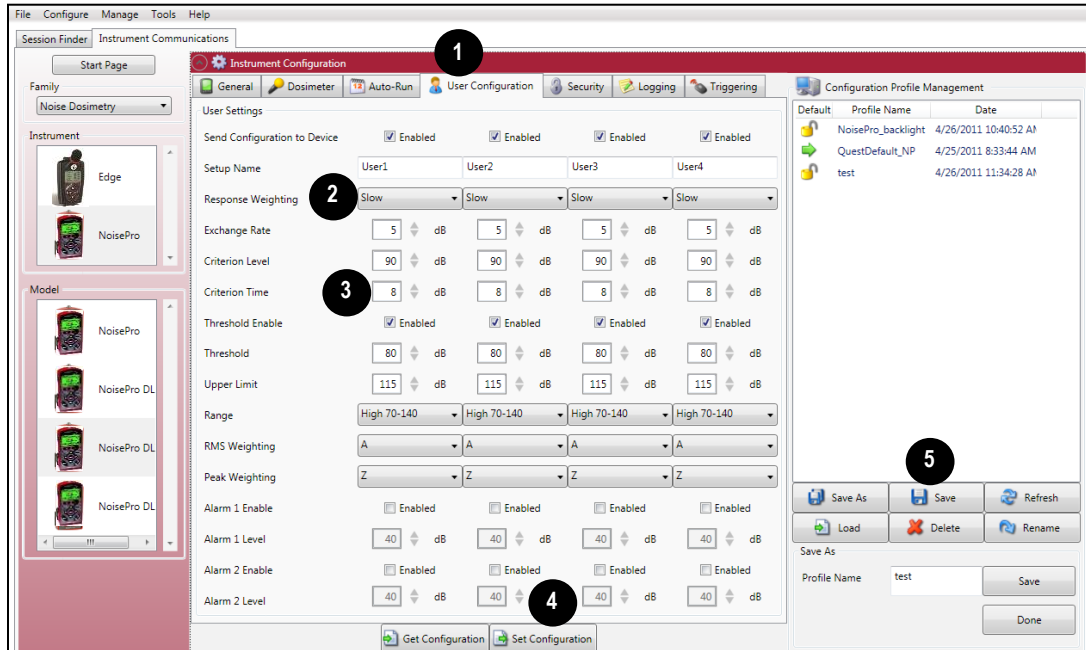 File Configure Manage Tools Help
Session Finder Instrument Communications
Start Page
Family
Noise Dosimetry
Instrument
Edge
NoisePro
Model
NoisePro
NoisePro DL
NoisePro DL
NoisePro DL
1
Instrument Configuration
General Dosimeter 12 Auto-Run User Configuration Security Logging Triggering
User Settings
Send Configuration to Device Enabled Enabled Enabled Enabled
Setup Name User1 User2 User3 User4
Response Weighting 2 Slow Slow Slow Slow
Exchange Rate 5 dB 5 dB 5 dB 5 dB
Criterion Level 90 dB 90 dB 90 dB 90 dB
Criterion Time 3 8 dB 8 dB 8 dB 8 dB
Threshold Enable Enabled Enabled Enabled Enabled
Threshold 80 dB 80 dB 80 dB 80 dB
Upper Limit 115 dB 115 dB 115 dB 115 dB
Range High 70-140 High 70-140 High 70-140 High 70-140
RMS Weighting A A A A
Peak Weighting Z Z Z Z
Alarm 1 Enable Enabled Enabled Enabled Enabled
Alarm 1 Level 40 dB 40 dB 40 dB 40 dB
Alarm 2 Enable Enabled Enabled Enabled Enabled
Alarm 2 Level 40 dB 40 4 40 dB 40 dB
Get Configuration Set Configuration
Configuration Profile Management
Default Profile Name Date
NoisePro_backlight 4/26/2011 10:40:52 AM
QuestDefault_NP 4/25/2011 8:33:44 AM
test 4/26/2011 11:34:28 AM
5
Save As Save Refresh
Load Delete Rename
Save As
Profile Name test Save
Done